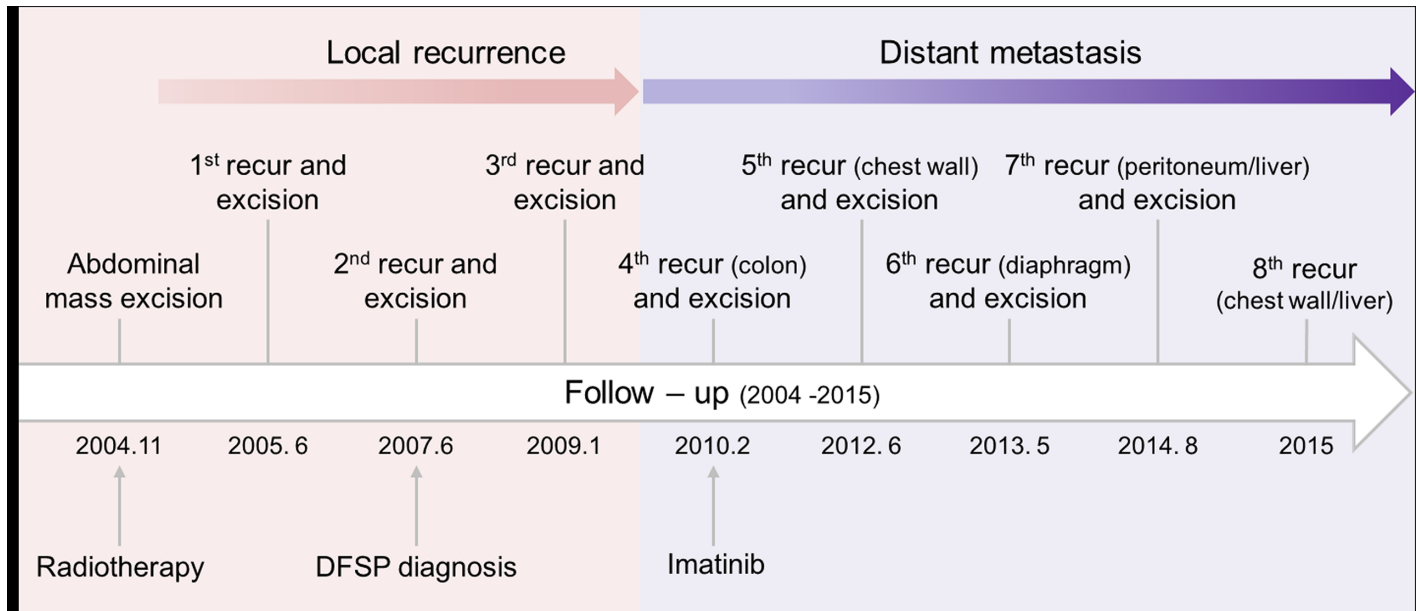 Local recurrence
Distant metastasis
1st recur and
excision
3rd recur and
excision
5th recur (chest wall)
and excision
7th recur (peritoneum/liver)
and excision
Abdominal
mass excision
2nd recur and
excision
4th recur (colon)
and excision
6th recur (diaphragm)
and excision
8th recur
(chest wall/liver)
Follow – up (2004 -2015)
2004.11
2005. 6
2007.6
2009.1
2010.2
2012. 6
2013. 5
2014. 8
2015
Radiotherapy
DFSP diagnosis
Imatinib